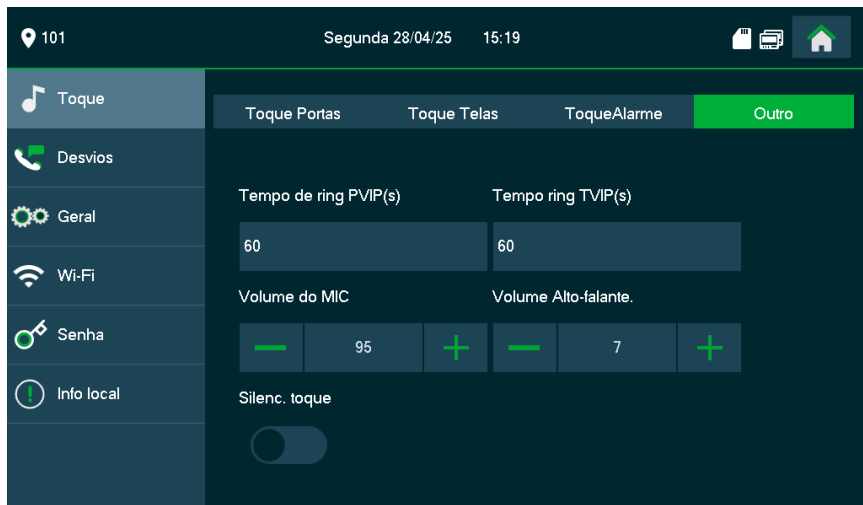 101
Segunda 28/04/25 15:19
Toque
Desvios
Geral
Wi-Fi
Senha
Info local
Toque Portas
Toque Telas
ToqueAlarme
Outro
Tempo de ring PVIP(s)
Tempo ring TVIP(s)
60
60
Volume do MIC
Volume Alto-falante.
95
7
Silenc. toque